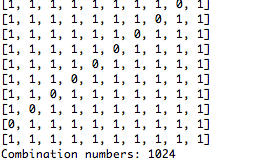 [1, 1, 1, 1, 1, 1, 1, 1, 0, 1]
[1, 1, 1, 1, 1, 1, 1, 0, 1, 1]
[1, 1, 1, 1, 1, 1, 0, 1, 1, 1]
[1, 1, 1, 1, 1, 0, 1, 1, 1, 1]
[1, 1, 1, 1, 0, 1, 1, 1, 1, 1]
[1, 1, 1, 0, 1, 1, 1, 1, 1, 1]
[1, 1, 0, 1, 1, 1, 1, 1, 1, 1]
[1, 0, 1, 1, 1, 1, 1, 1, 1, 1]
[0, 1, 1, 1, 1, 1, 1, 1, 1, 1]
[1, 1, 1, 1, 1, 1, 1, 1, 1, 1]
Combination numbers: 1024